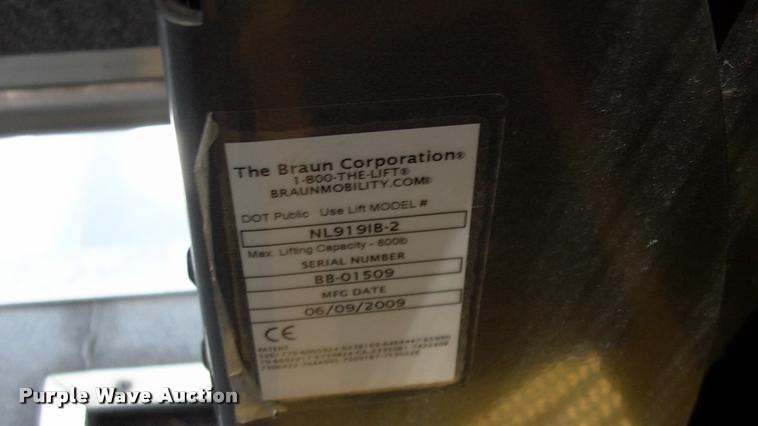 The Braun Corporation®
1-800-THE-LIFT®
BRAUNMOBILITY.COM®
DOT Public Use Lift MODEL #
NL919IB-2
Max. Lifting Capacity - 800lb
SERIAL NUMBER
BB-01509
MFG DATE
06/09/2009
CE
PATENT
Purple Wave Auction